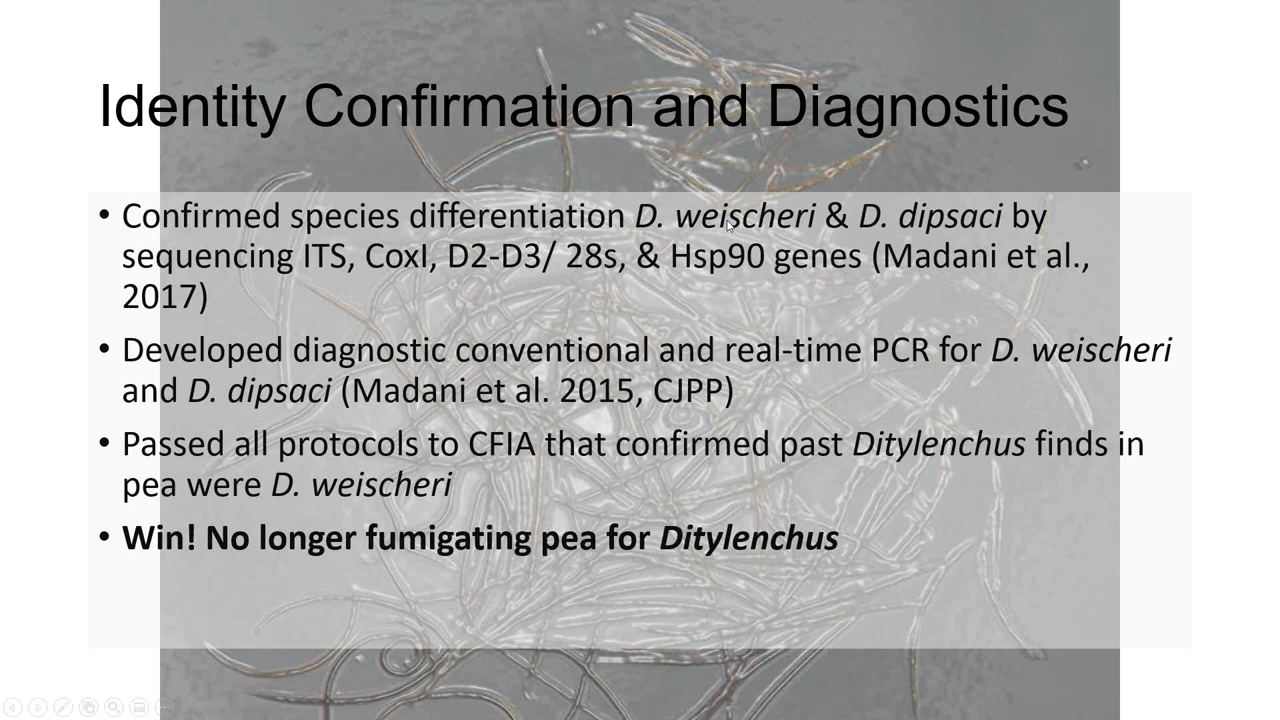 Identity Confirmation and Diagnostics
• Confirmed species differentiation D. weischeri & D. dipsaci by
sequencing ITS, CoxI, D2-D3/ 28s, & Hsp90 genes (Madani et al.,
2017)
• Developed diagnostic conventional and real-time PCR for D. weischeri
and D. dipsaci (Madani et al. 2015, CJPP)
• Passed all protocols to CFIA that confirmed past Ditylenchus finds in
pea were D. weischeri
• Win! No longer fumigating pea for Ditylenchus